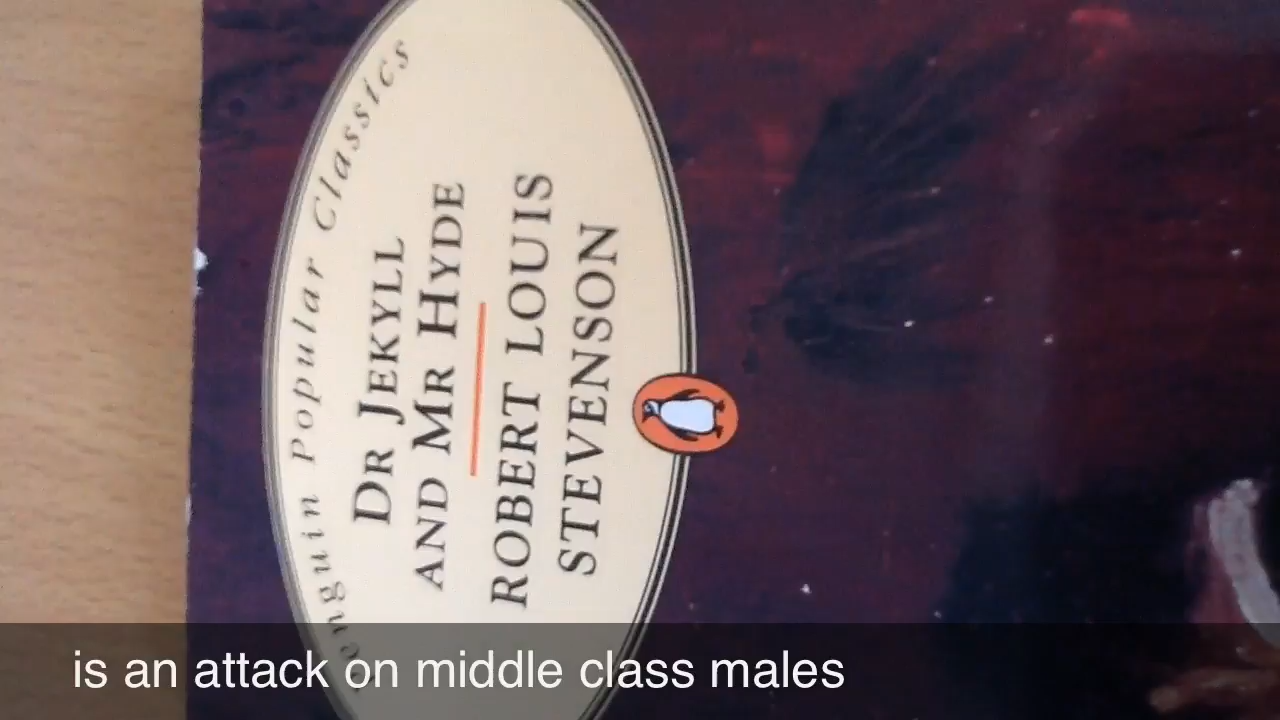 Penguin Popular Classics
DR JEKYLL
AND MR HYDE
ROBERT LOUIS
STEVENSON
is an attack on middle class males